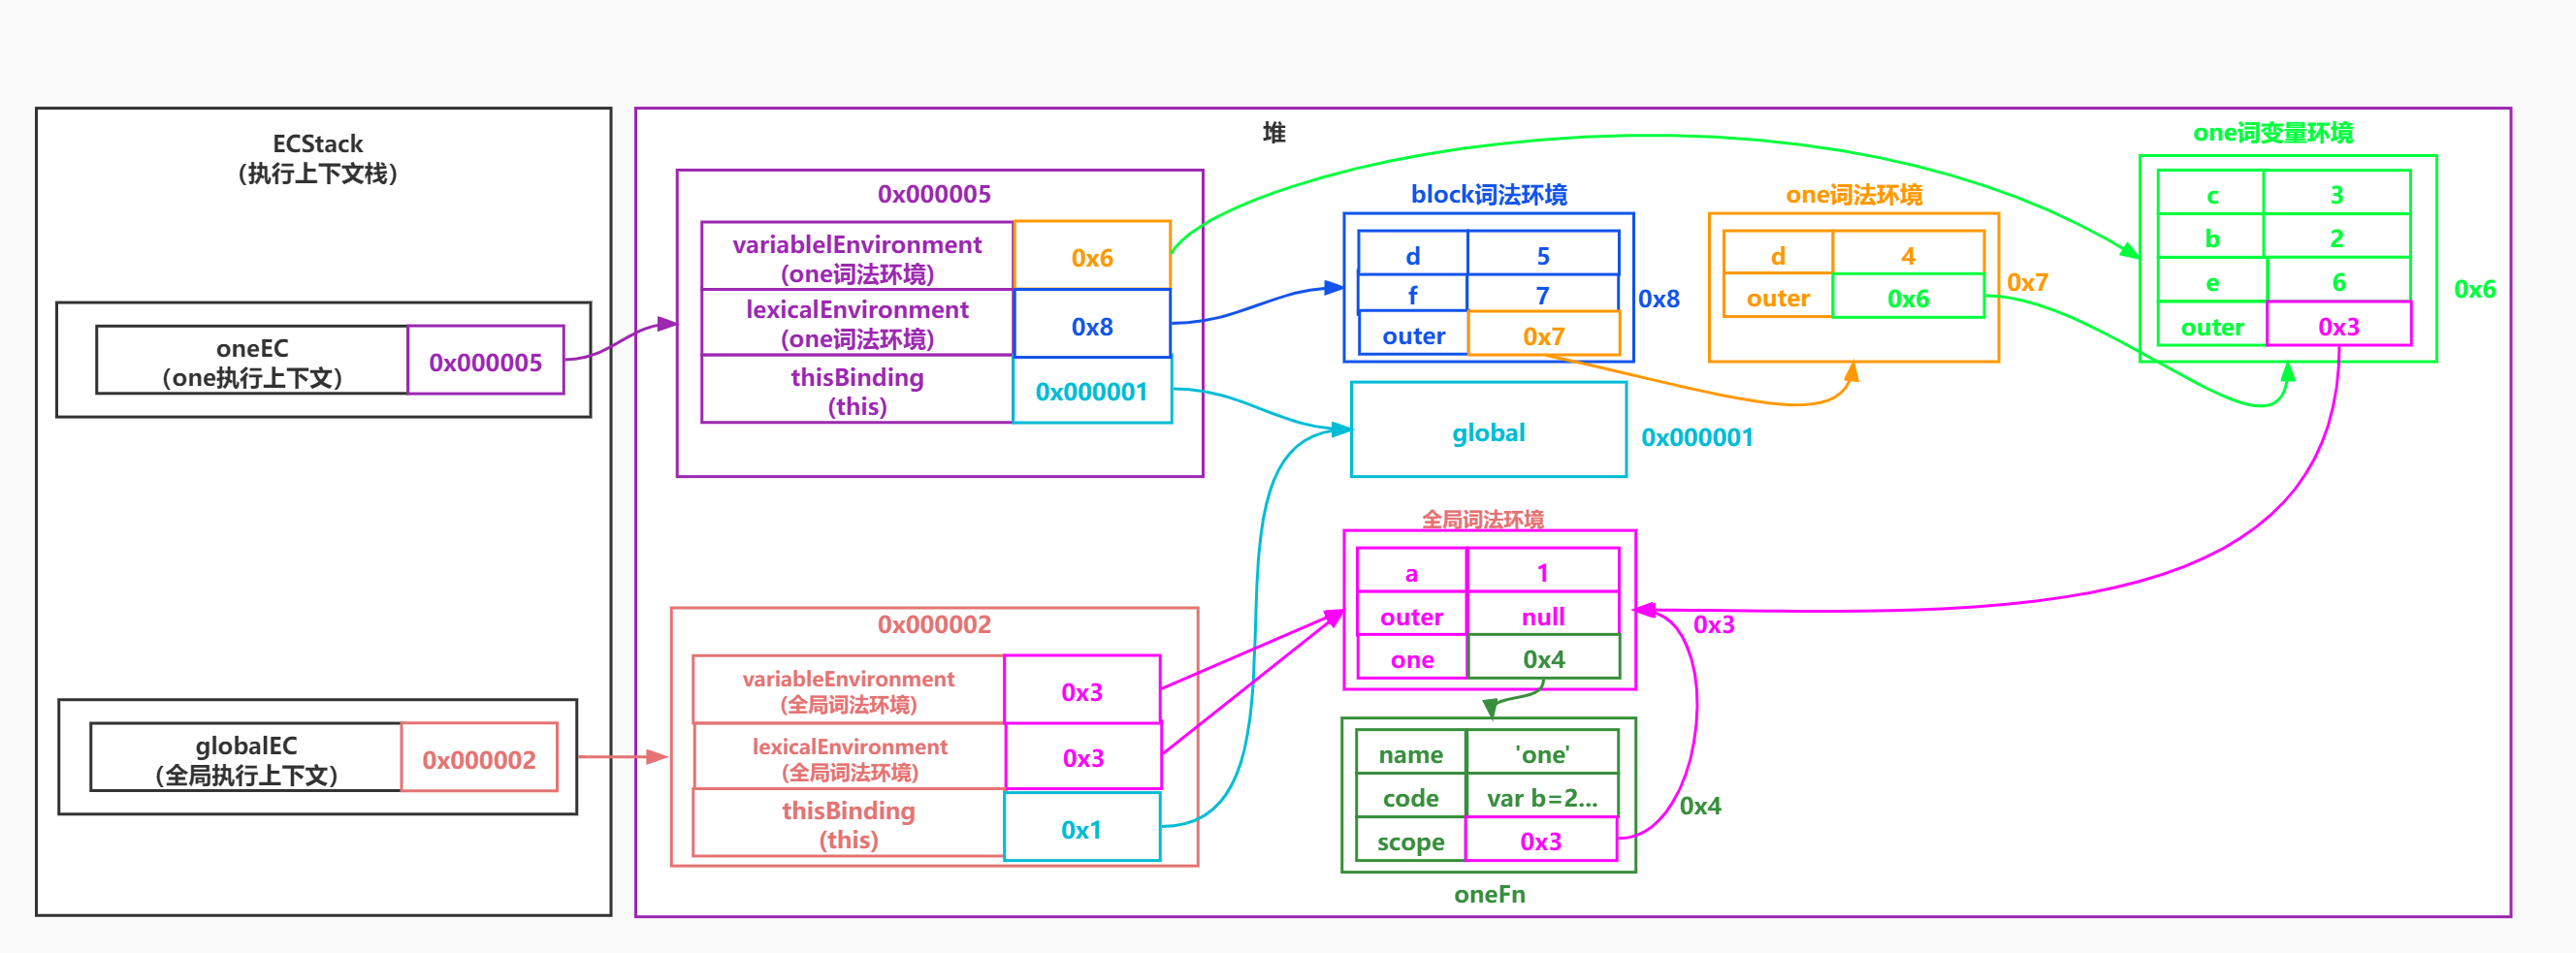 ECStack
（执行上下文栈）
oneEC
（one执行上下文）
0x000005
globalEC
（全局执行上下文）
0x000002
堆
0x000005
variablelEnvironment
(one词法环境)
0x6
lexicalEnvironment
(one词法环境)
0x8
thisBinding
(this)
0x000001
block词法环境
d
5
f
7
outer
0x7
0x8
one词法环境
d
4
outer
0x6
0x7
one词变量环境
c
3
b
2
e
6
outer
0x3
0x6
global
0x000001
0x000002
variableEnvironment
(全局词法环境)
0x3
lexicalEnvironment
(全局词法环境)
0x3
thisBinding
(this)
0x1
全局词法环境
a
1
outer
null
one
0x4
0x3
name
'one'
code
var b=2...
scope
0x3
0x4
oneFn